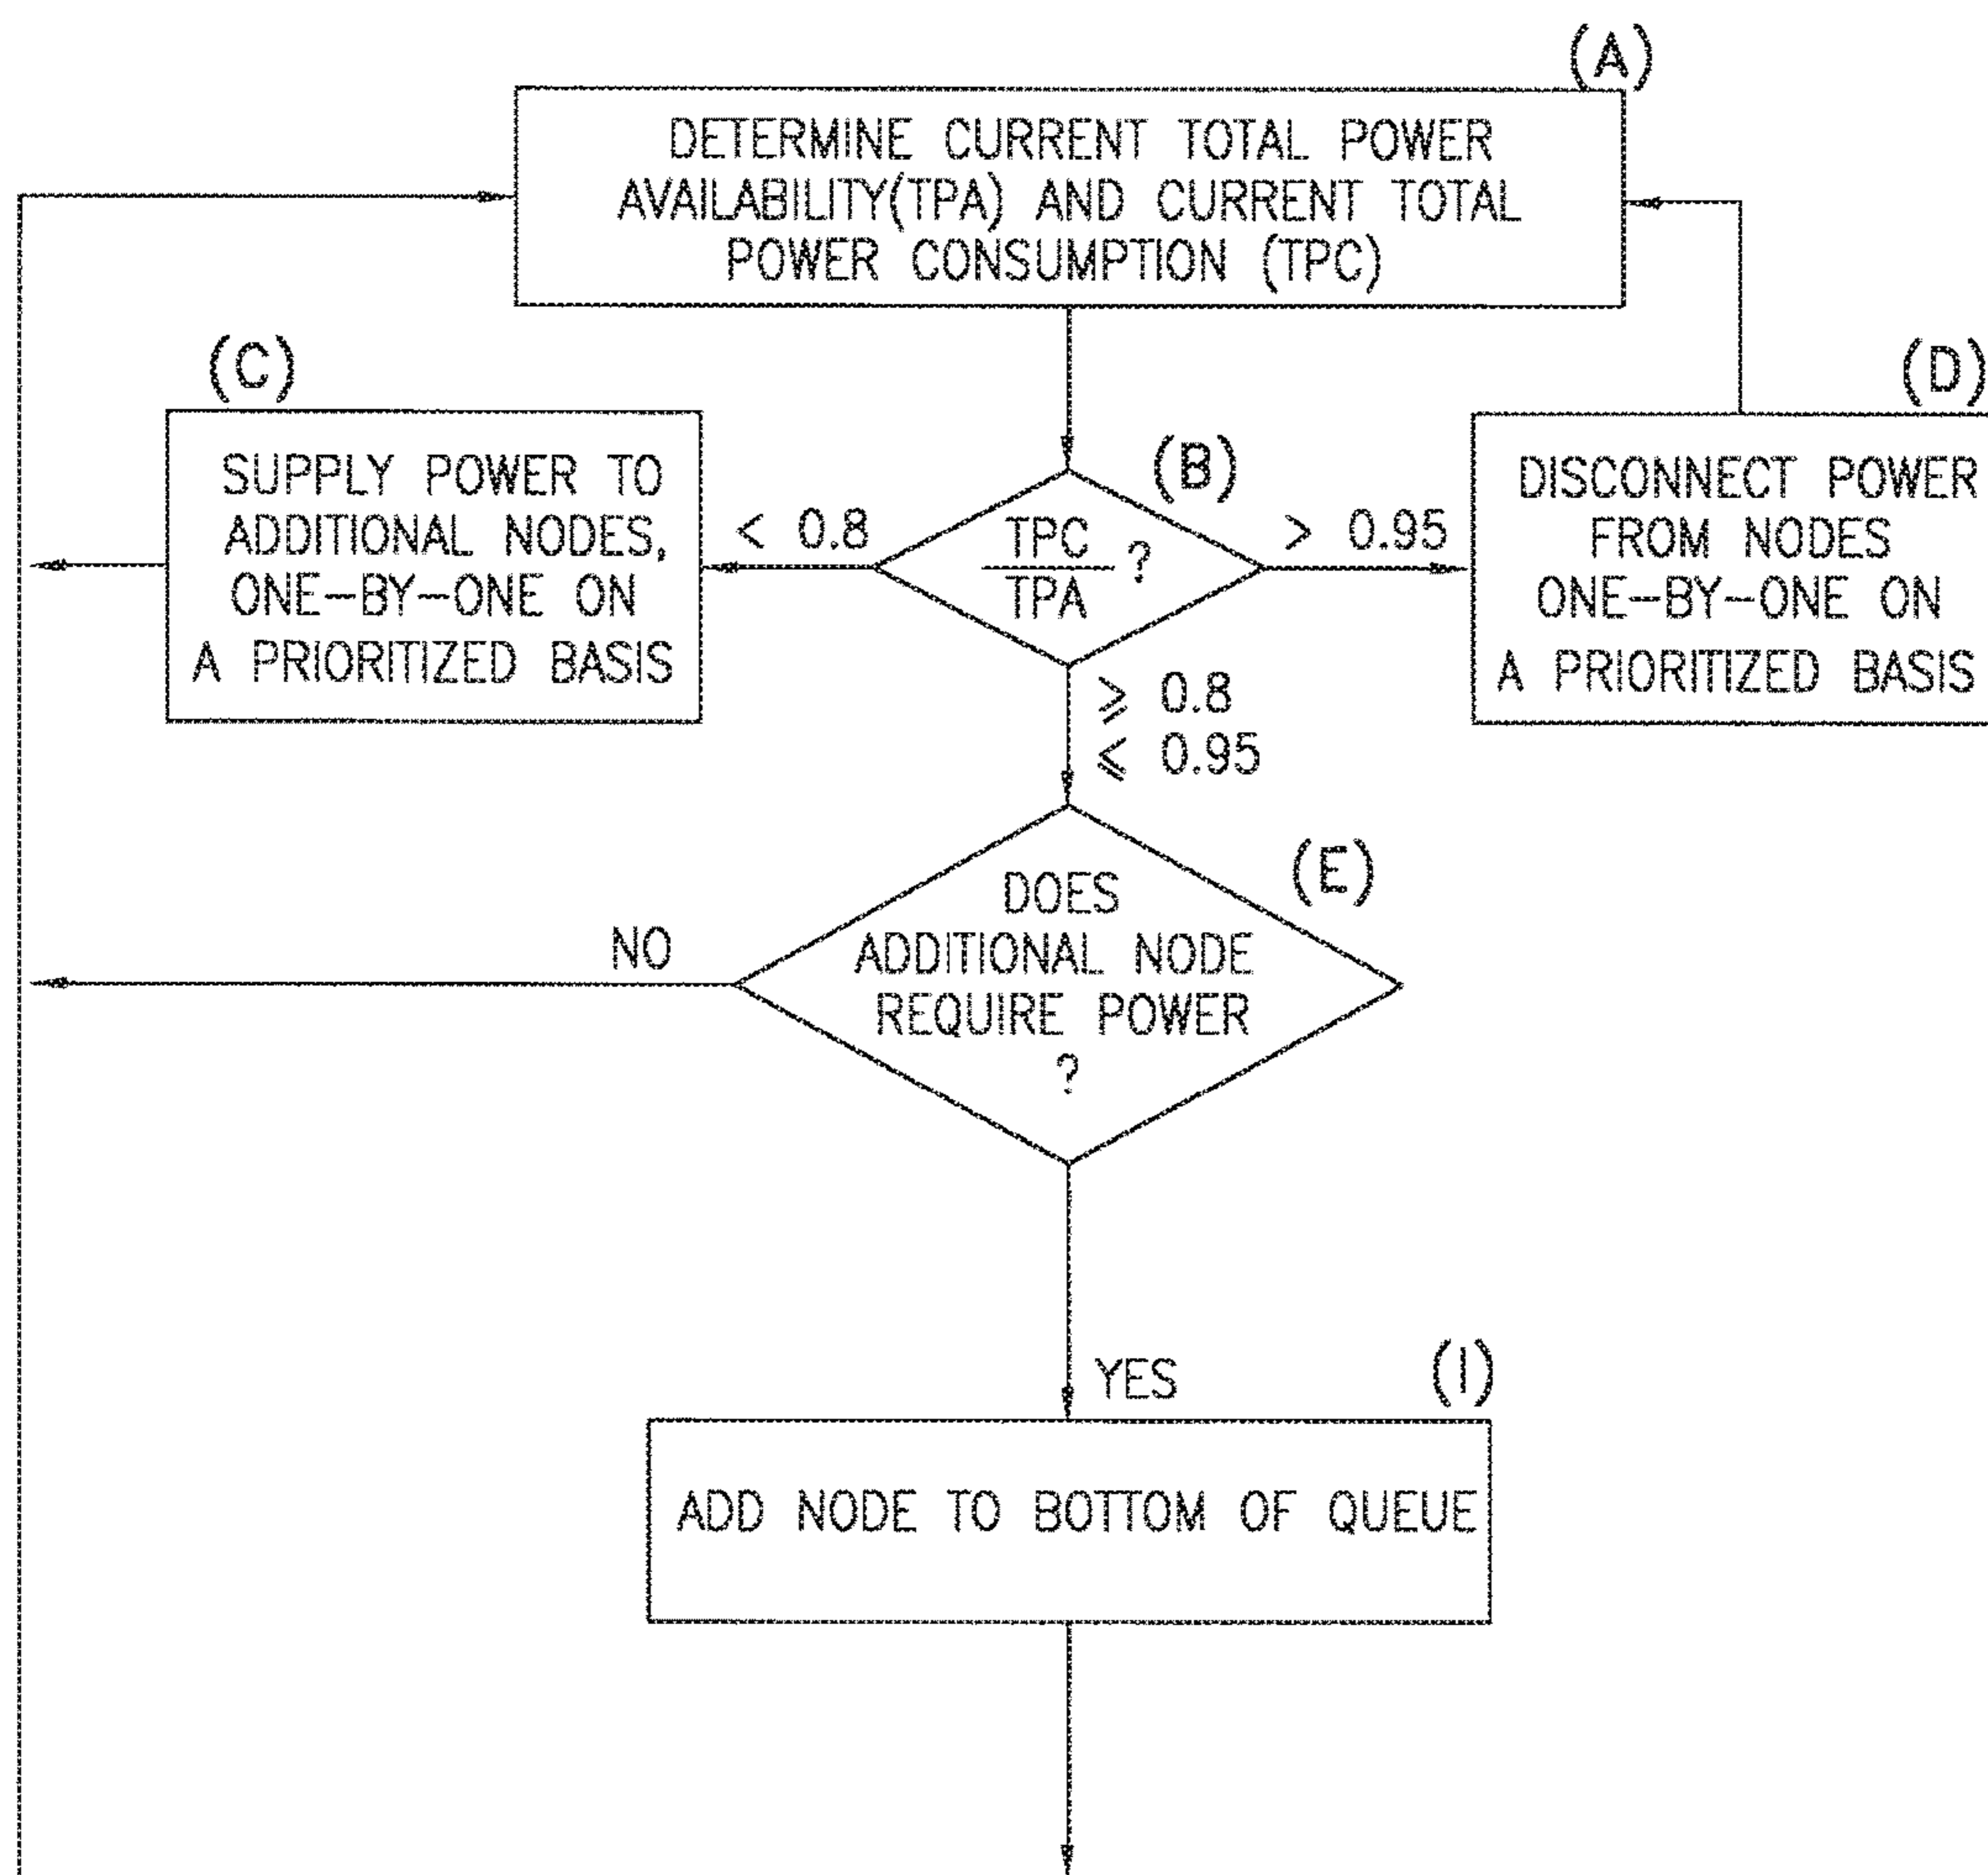 (A)
DETERMINE CURRENT TOTAL POWER
AVAILABILITY(TPA) AND CURRENT TOTAL
POWER CONSUMPTION (TPC)
(C)
SUPPLY POWER TO
ADDITIONAL NODES,
ONE-BY-ONE ON
A PRIORITIZED BASIS
< 0.8
(B)
TPC
TPA
?
> 0.95
(D)
DISCONNECT POWER
FROM NODES
ONE-BY-ONE ON
A PRIORITIZED BASIS
⩾ 0.8
⩽ 0.95
(E)
DOES
ADDITIONAL NODE
REQUIRE POWER
?
NO
YES
(I)
ADD NODE TO BOTTOM OF QUEUE